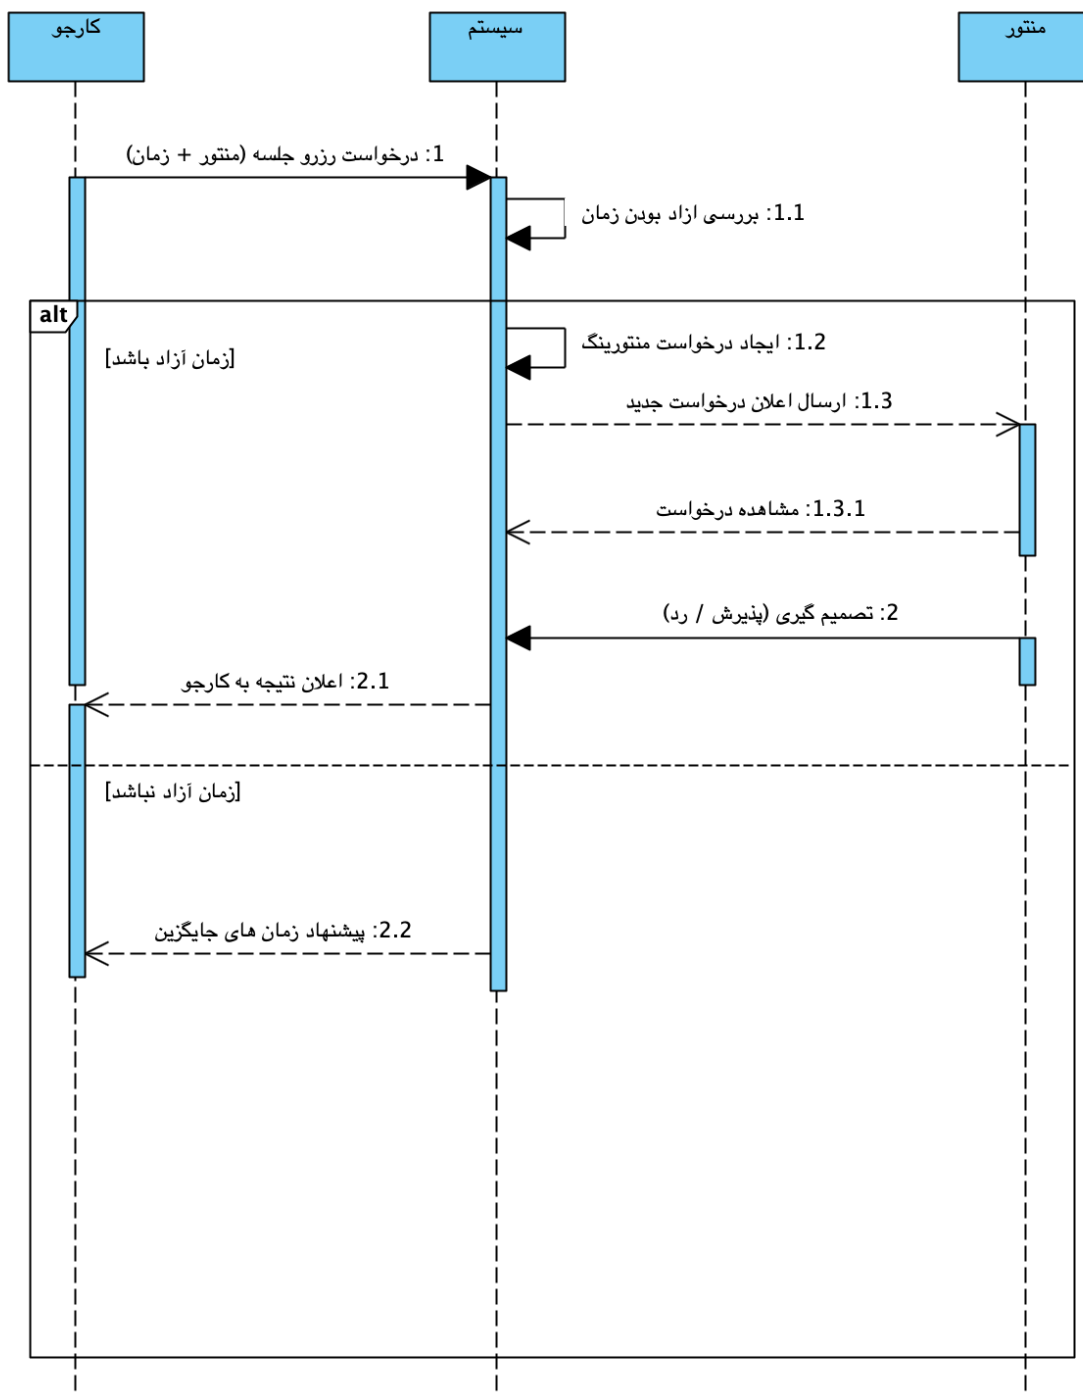 کارجو
سیستم
منتور
1: درخواست رزرو جلسه (منتور + زمان)
1.1: بررسی ازاد بودن زمان
alt
1.2: ایجاد درخواست منتورینگ
[زمان آزاد باشد]
1.3: ارسال اعلان درخواست جدید
1.3.1: مشاهده درخواست
2: تصمیم گیری (پذیرش / رد)
2.1: اعلان نتیجه به کارجو
[زمان آزاد نباشد]
2.2: پیشنهاد زمان های جایگزین